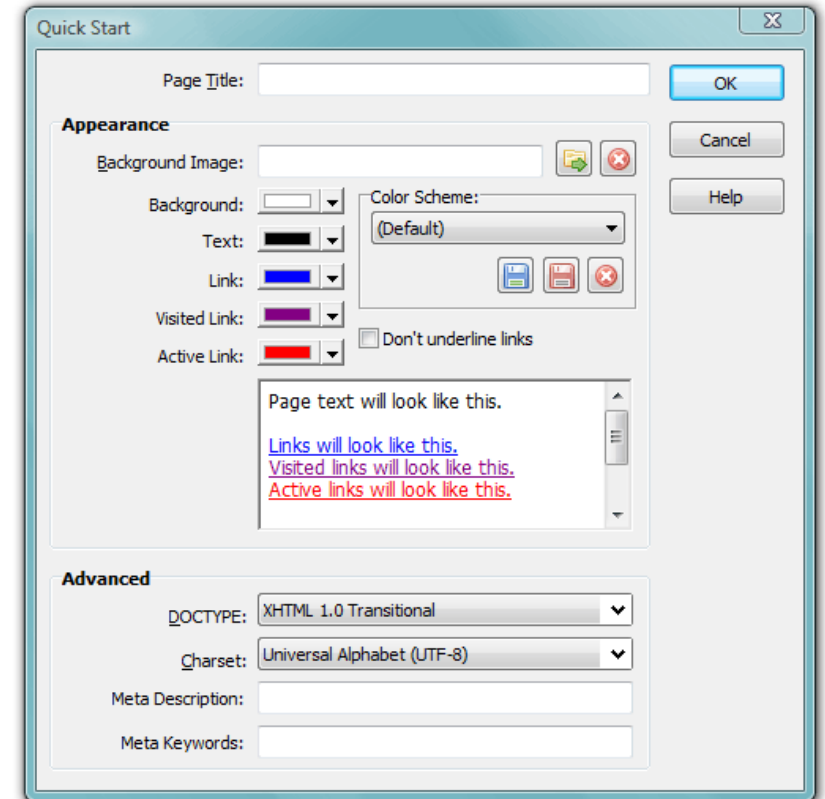 Quick Start
Page Title:
OK
Appearance
Cancel
Background Image:
Help
Background:
Color Scheme:
(Default)
Text:
Link:
Visited Link:
Don't underline links
Active Link:
Page text will look like this.
Links will look like this.
Visited links will look like this.
Active links will look like this.
Advanced
DOCTYPE: XHTML 1.0 Transitional
Charset: Universal Alphabet (UTF-8)
Meta Description:
Meta Keywords: